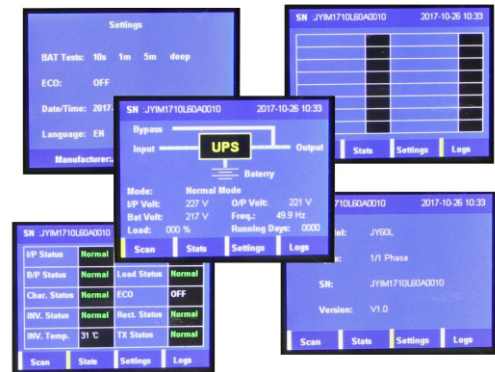 Settings
BAT Tests: 10s 1m 5m deep
ECO: OFF
Date/Time: 2017-
Language: EN
Manufacturer:
SN :JYIM1710L60A0010 2017-10-26 10:33
Stats Settings Logs
SN :JYIM1710L60A0010 2017-10-26 10:33
Bypass
Input UPS Output
Baterry
Mode: Normal Mode
I/P Volt: 227 V O/P Volt: 221 V
Bat Volt: 217 V Freq.: 49.9 Hz
Load: 000 % Running Days: 0000
Scan Stats Settings Logs
SN :JYIM1710L60A0010
I/P Status Normal
B/P Status Normal Load Status Normal
Char. Status Normal ECO OFF
INV. Status Normal Rect. Status Normal
INV. Temp. 31 ℃ TX Status Normal
Scan Stats Settings Logs
710L60A0010 2017-10-26 10:33
el: JY60L
e: 1/1 Phase
SN: JYIM1710L60A0010
Version: V1.0
Scan Stats Settings Logs